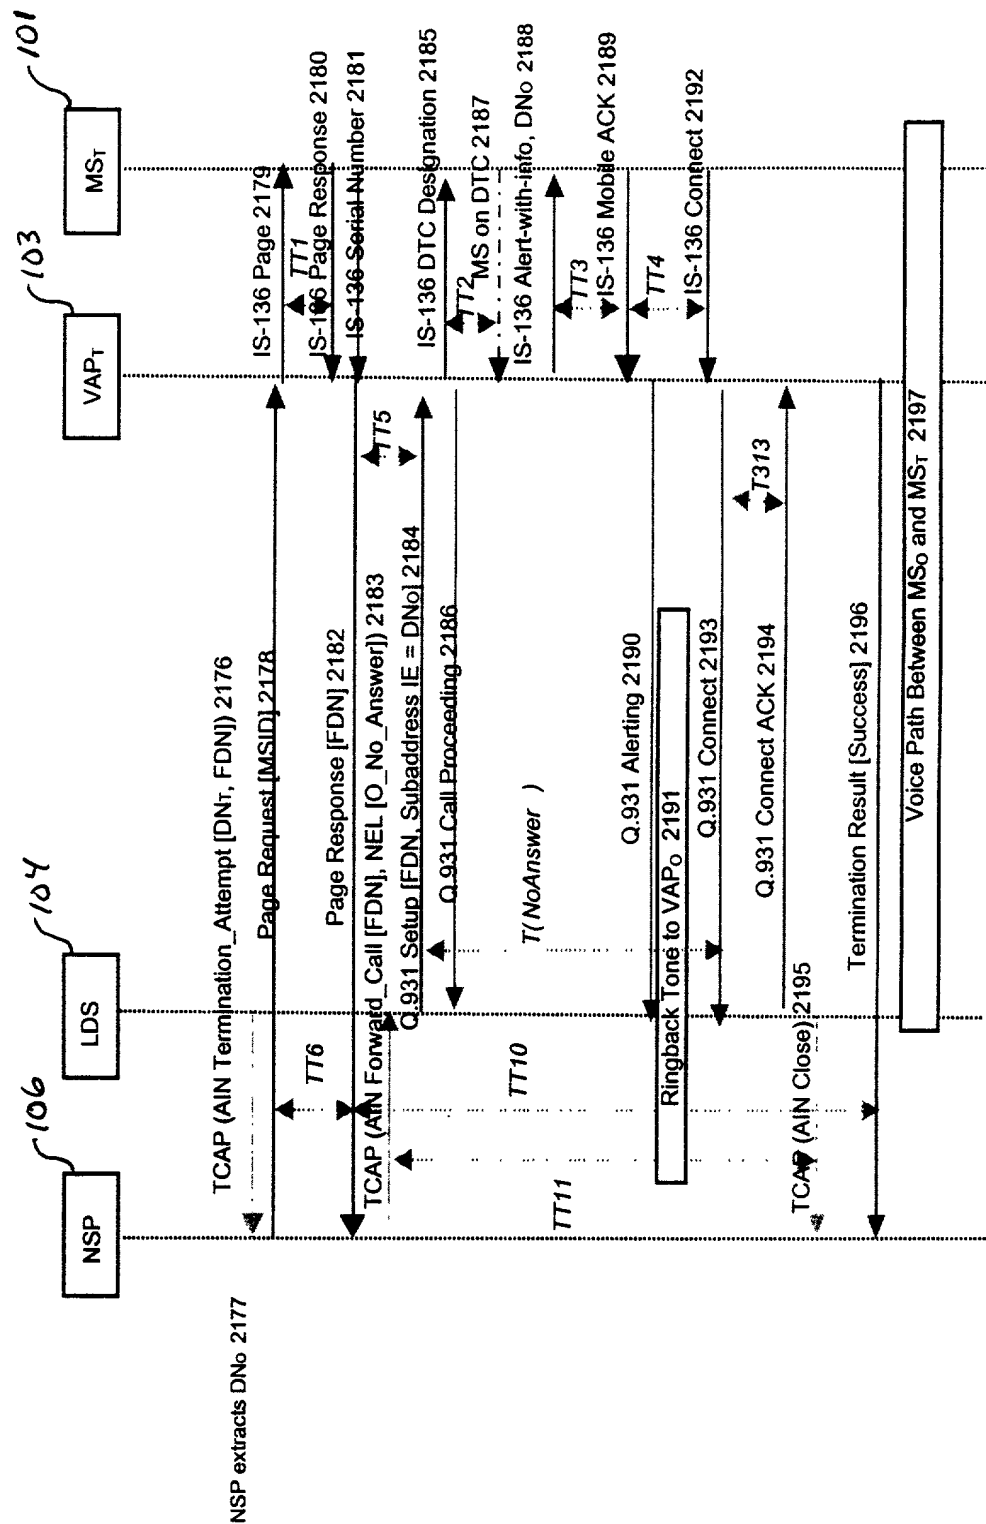 106
104
103
101
NSP
LDS
VAPT
MST
TCAP (AIN Termination_Attempt [DNT, FDN]) 2176
NSP extracts DNO 2177
Page Request [MSID] 2178
IS-136 Page 2179
TT1
IS-136 Page Response 2180
IS-136 Serial Number 2181
TT6
Page Response [FDN] 2182
TCAP (AIN Forward_Call [FDN], NEL [O_No_Answer]) 2183
TT5
Q.931 Setup [FDN, Subaddress IE = DNO] 2184
IS-136 DTC Designation 2185
Q.931 Call Proceeding 2186
TT2
MS on DTC 2187
IS-136 Alert-with-info, DNO 2188
TT3
T(NoAnswer )
TT10
TT11
IS-136 Mobile ACK 2189
Q.931 Alerting 2190
TT4
Ringback Tone to VAPO 2191
IS-136 Connect 2192
Q.931 Connect 2193
T313
Q.931 Connect ACK 2194
TCAP (AIN Close) 2195
Termination Result [Success] 2196
Voice Path Between MSO and MST 2197